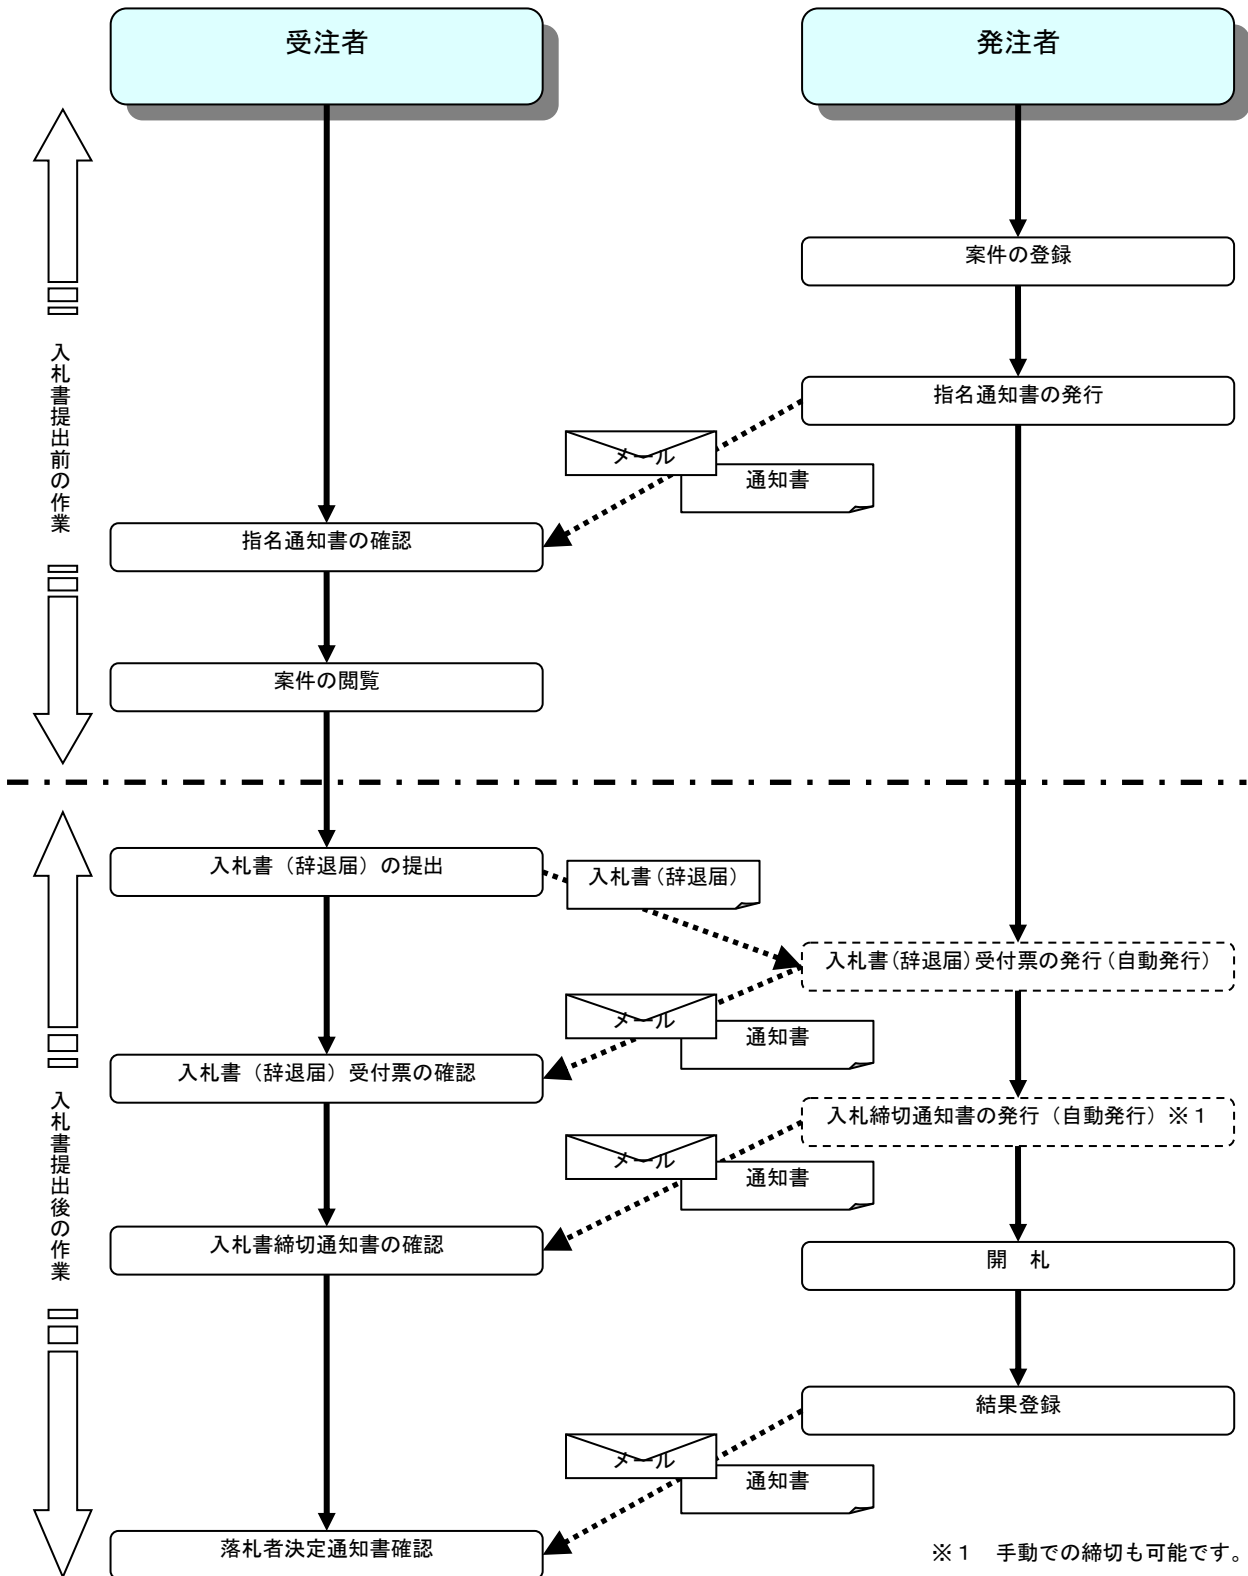 受注者
発注者
案件の登録
指名通知書の発行
メール
通知書
指名通知書の確認
案件の閲覧
入札書提出前の作業
入札書（辞退届）の提出
入札書（辞退届）
入札書（辞退届）受付票の発行（自動発行）
メール
通知書
入札書（辞退届）受付票の確認
入札締切通知書の発行（自動発行）※１
メール
通知書
入札書締切通知書の確認
開　札
結果登録
メール
通知書
落札者決定通知書確認
入札書提出後の作業
※１　手動での締切も可能です。